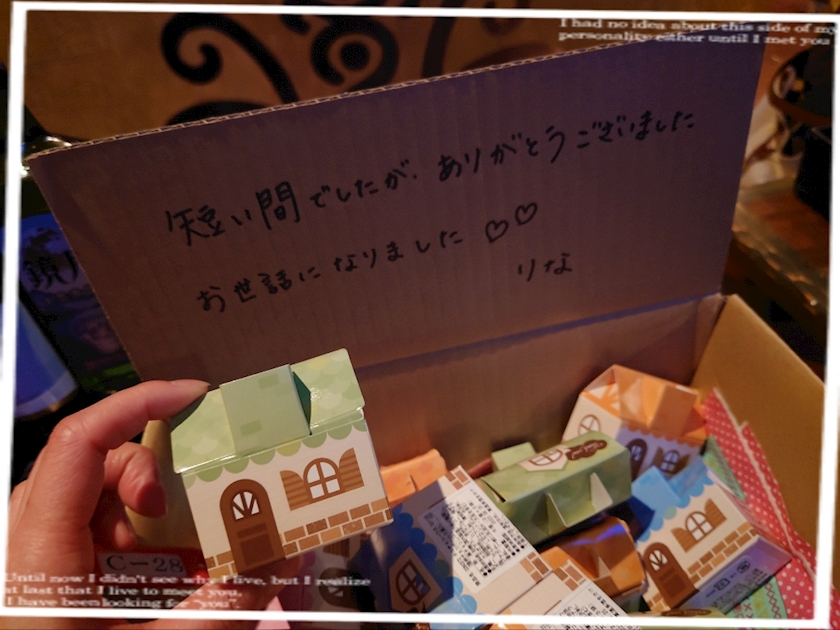 I had no idea about this side of my
personality either until I met you
短い間でしたが、ありがとうございました
お世話になりました♡♡
りな
鏡月
C-28
Until now I didn't see why I live, but I realize
at last that I live to meet you.
I have been looking for "you".